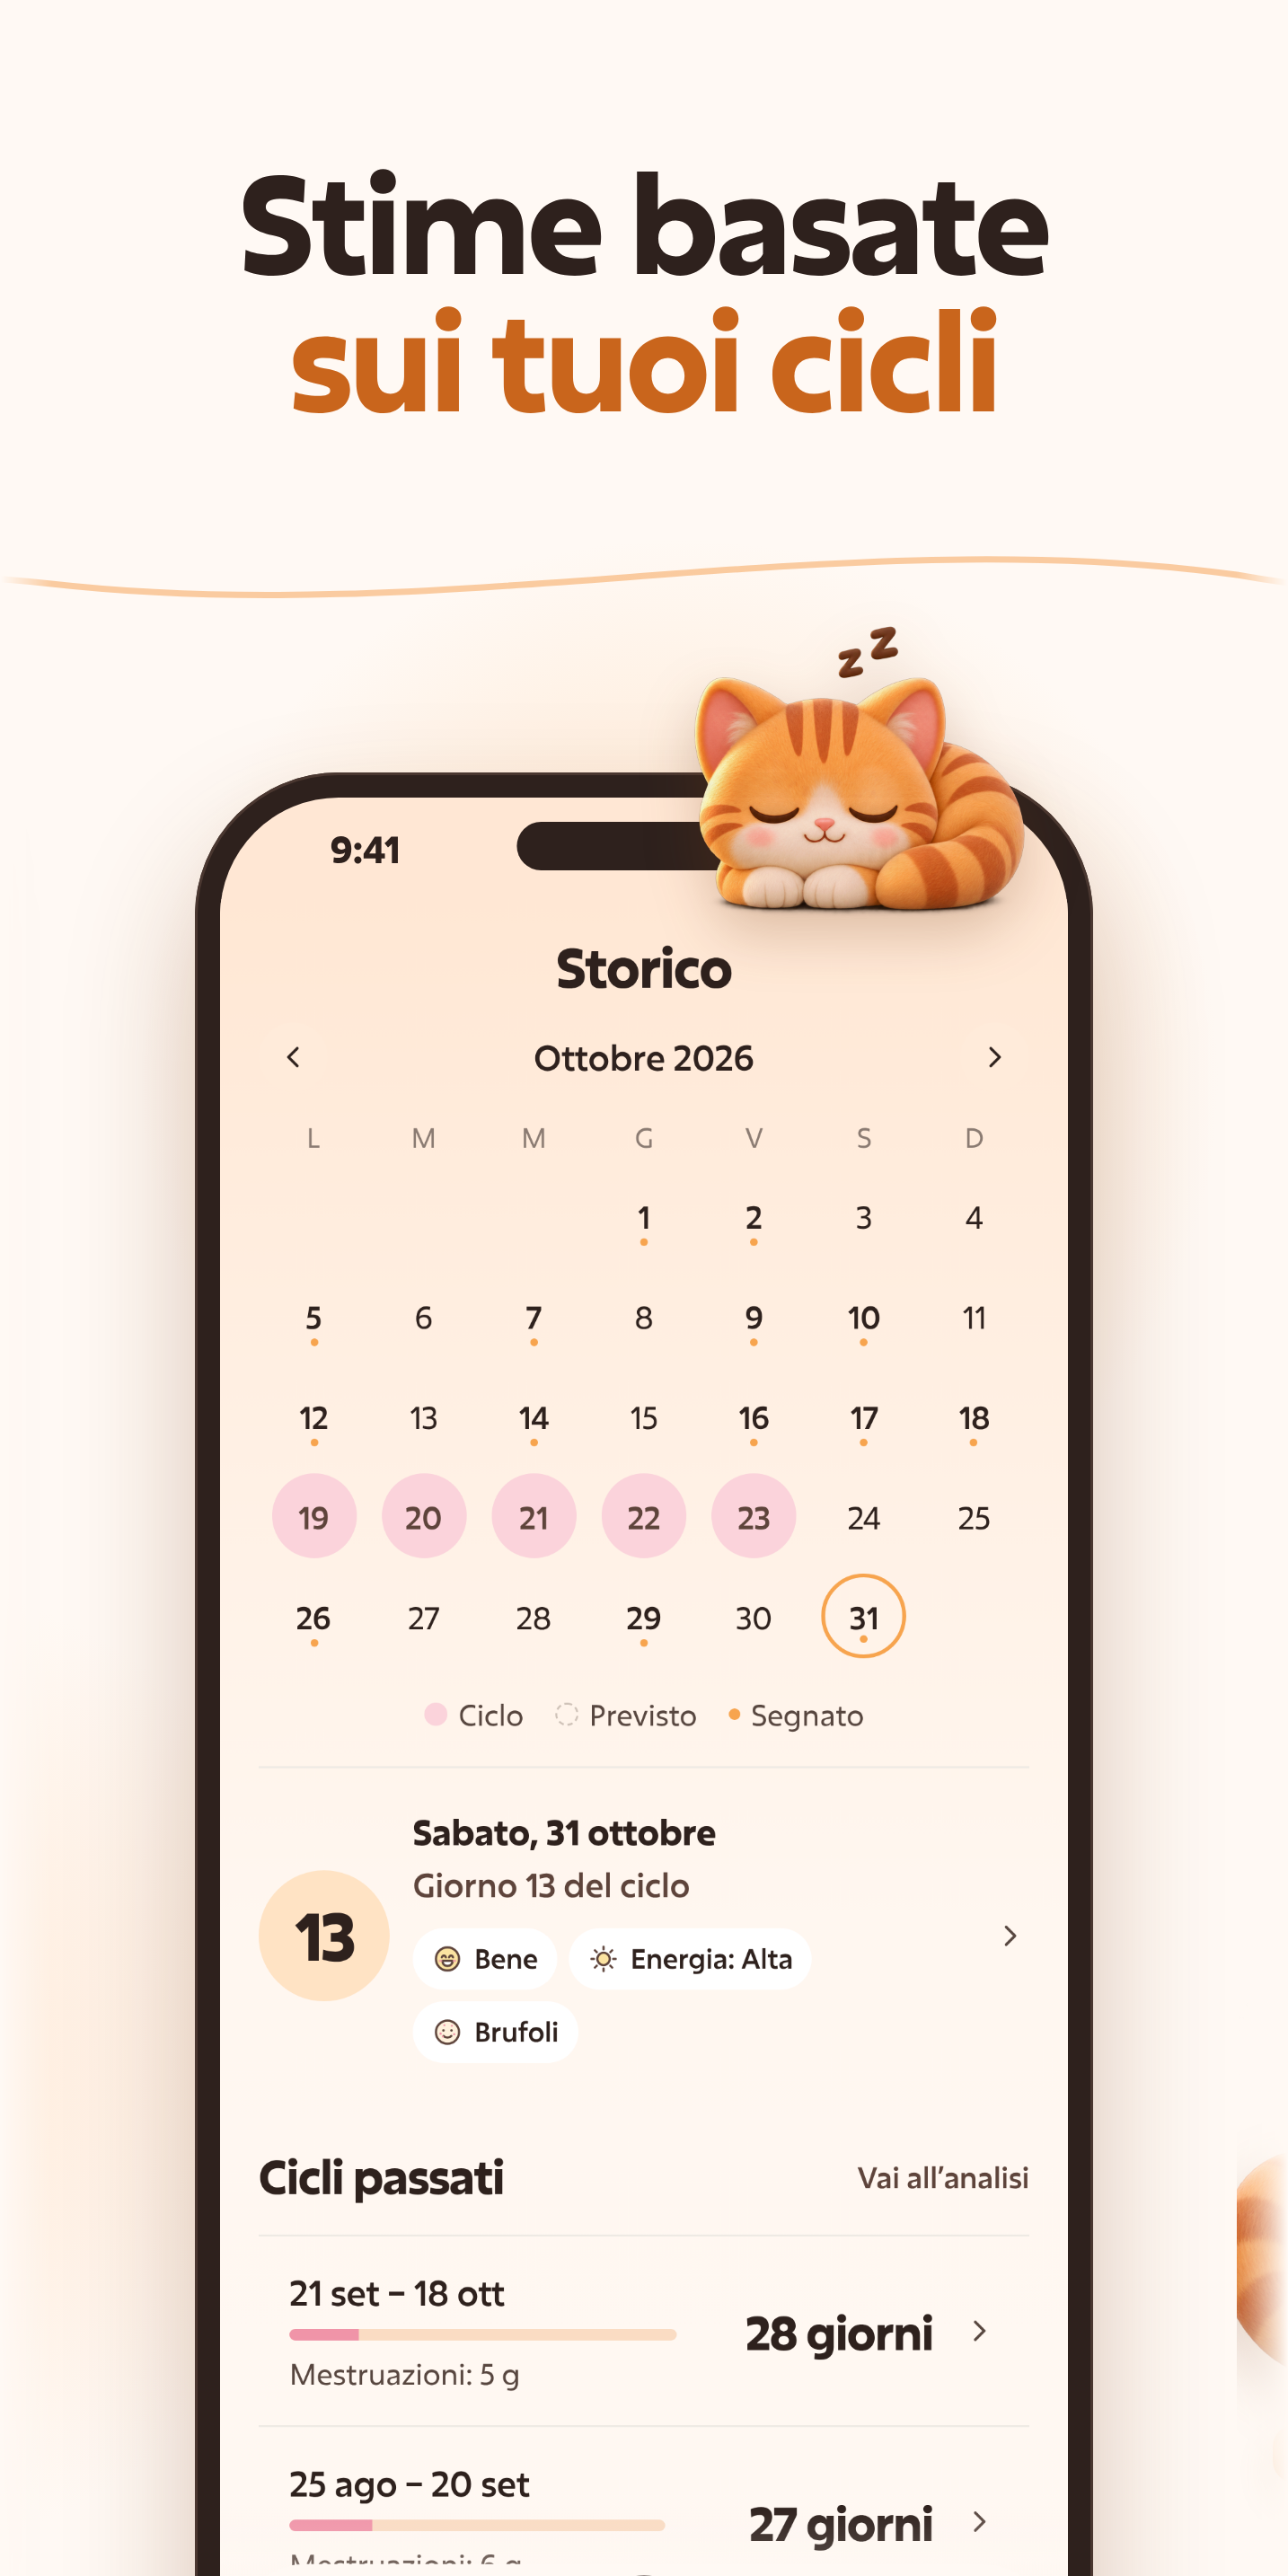 Stime basate
sui tuoi cicli
z z
9:41
Storico
Ottobre 2026
L M M G V S D
1 2 3 4
5 6 7 8 9 10 11
12 13 14 15 16 17 18
19 20 21 22 23 24 25
26 27 28 29 30 31
Ciclo Previsto Segnato
Sabato, 31 ottobre
Giorno 13 del ciclo
13
Bene Energia: Alta
Brufoli
Cicli passati Vai all’analisi
21 set – 18 ott
28 giorni
Mestruazioni: 5 g
25 ago – 20 set
27 giorni
Mestruazioni: 6 g